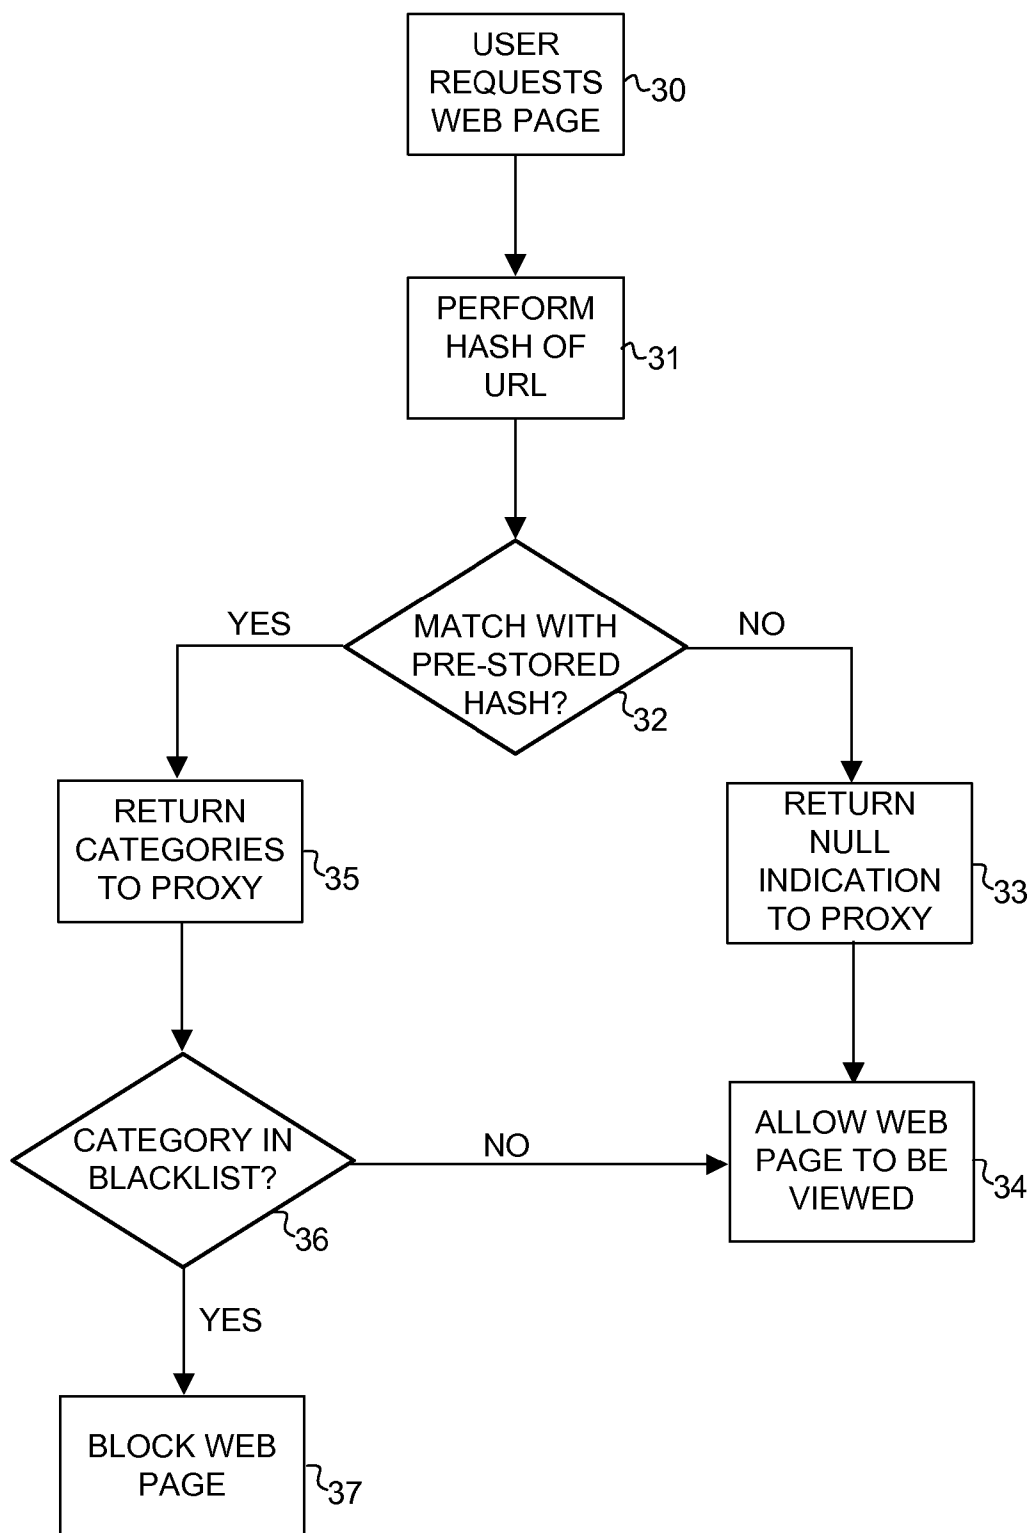 USER
REQUESTS
WEB PAGE
30
PERFORM
HASH OF
URL
31
YES
NO
MATCH WITH
PRE-STORED
HASH?
32
RETURN
CATEGORIES
TO PROXY
35
RETURN
NULL
INDICATION
TO PROXY
33
CATEGORY IN
BLACKLIST?
36
NO
ALLOW WEB
PAGE TO BE
VIEWED
34
YES
BLOCK WEB
PAGE
37